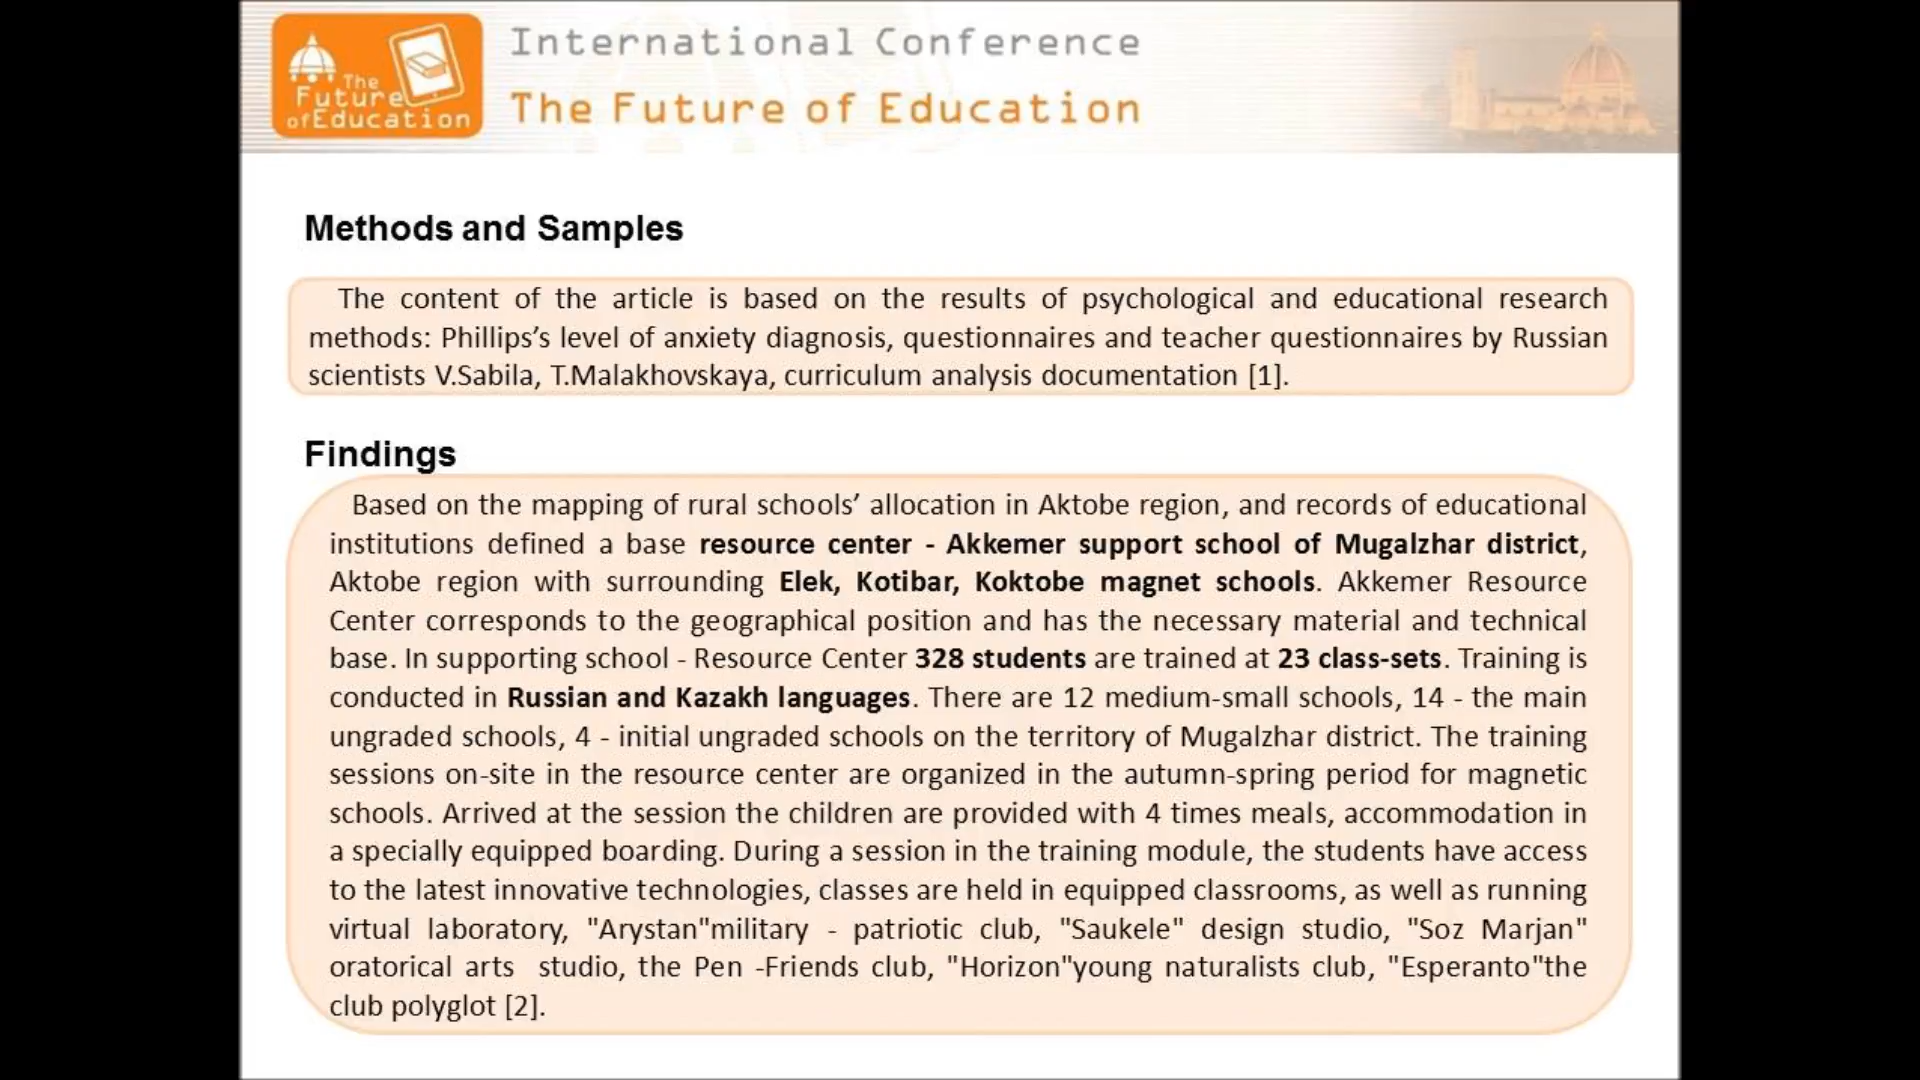 The
Future
ofEducation
International Conference
The Future of Education
Methods and Samples
The content of the article is based on the results of psychological and educational research
methods: Phillips’s level of anxiety diagnosis, questionnaires and teacher questionnaires by Russian
scientists V.Sabila, T.Malakhovskaya, curriculum analysis documentation [1].
Findings
Based on the mapping of rural schools’ allocation in Aktobe region, and records of educational
institutions defined a base resource center - Akkemer support school of Mugalzhar district,
Aktobe region with surrounding Elek, Kotibar, Koktobe magnet schools. Akkemer Resource
Center corresponds to the geographical position and has the necessary material and technical
base. In supporting school - Resource Center 328 students are trained at 23 class-sets. Training is
conducted in Russian and Kazakh languages. There are 12 medium-small schools, 14 - the main
ungraded schools, 4 - initial ungraded schools on the territory of Mugalzhar district. The training
sessions on-site in the resource center are organized in the autumn-spring period for magnetic
schools. Arrived at the session the children are provided with 4 times meals, accommodation in
a specially equipped boarding. During a session in the training module, the students have access
to the latest innovative technologies, classes are held in equipped classrooms, as well as running
virtual laboratory, "Arystan"military - patriotic club, "Saukele" design studio, "Soz Marjan"
oratorical arts  studio, the Pen -Friends club, "Horizon"young naturalists club, "Esperanto"the
club polyglot [2].